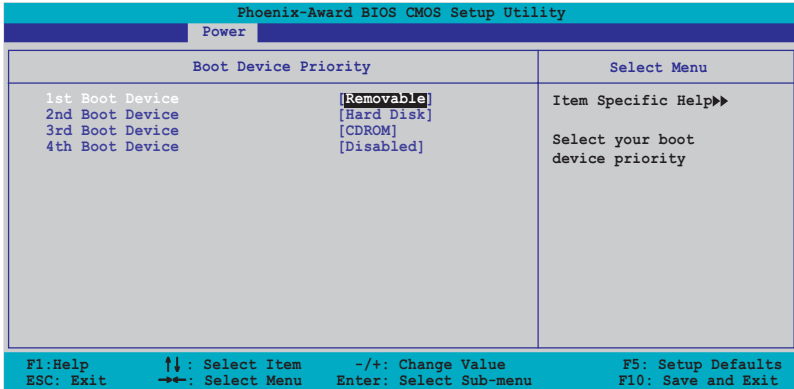 Phoenix-Award BIOS CMOS Setup Utility
Power
Boot Device Priority
Select Menu
1st Boot Device [Removable]
2nd Boot Device [Hard Disk]
3rd Boot Device [CDROM]
4th Boot Device [Disabled]
Item Specific Help▶▶
Select your boot
device priority
F1:Help ↑↓: Select Item -/+: Change Value F5: Setup Defaults
ESC: Exit →←: Select Menu Enter: Select Sub-menu F10: Save and Exit